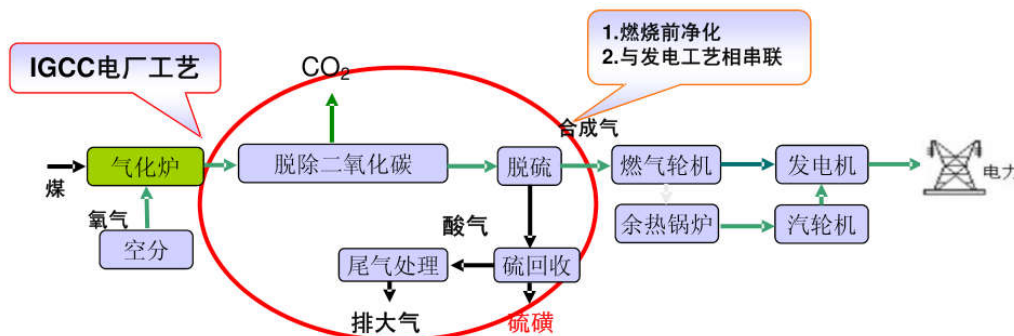 1.燃烧前净化
2.与发电工艺相串联
IGCC电厂工艺
CO₂
合成气
煤
气化炉
脱除二氧化碳
脱硫
燃气轮机
发电机
电力
氧气
空分
酸气
余热锅炉
汽轮机
尾气处理
硫回收
排大气
硫磺